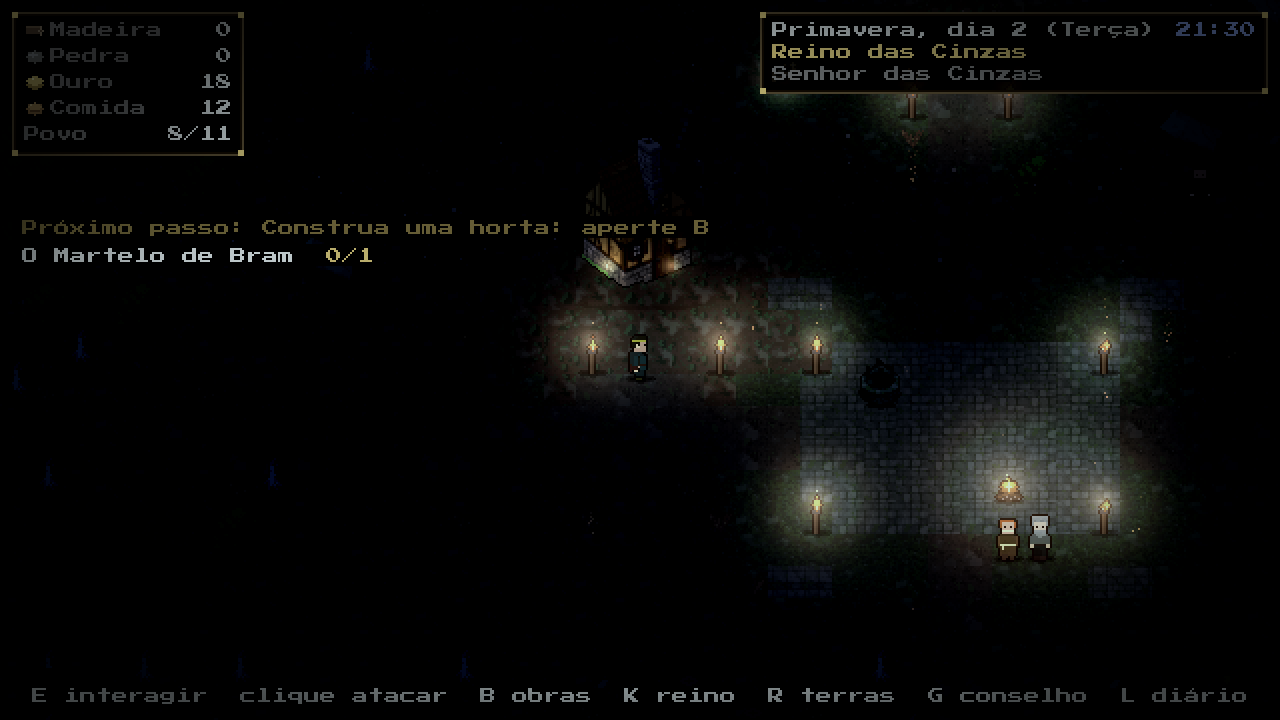 Madeira 0
Pedra 0
Ouro 18
Comida 12
Povo 8/11
Primavera, dia 2 (Terça) 21:30
Reino das Cinzas
Senhor das Cinzas
Próximo passo: Construa uma horta: aperte B
O Martelo de Bram 0/1
E interagir clique atacar B obras K reino R terras G conselho L diário